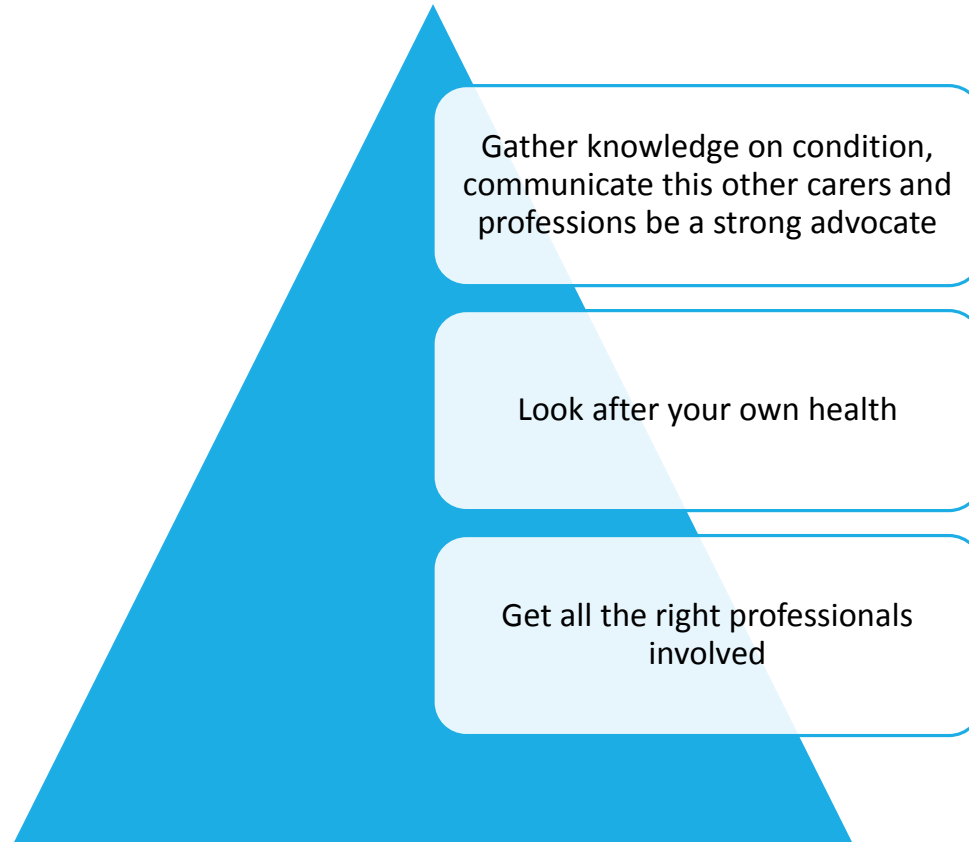 Gather knowledge on condition,
communicate this other carers and
professions be a strong advocate
Look after your own health
Get all the right professionals
involved